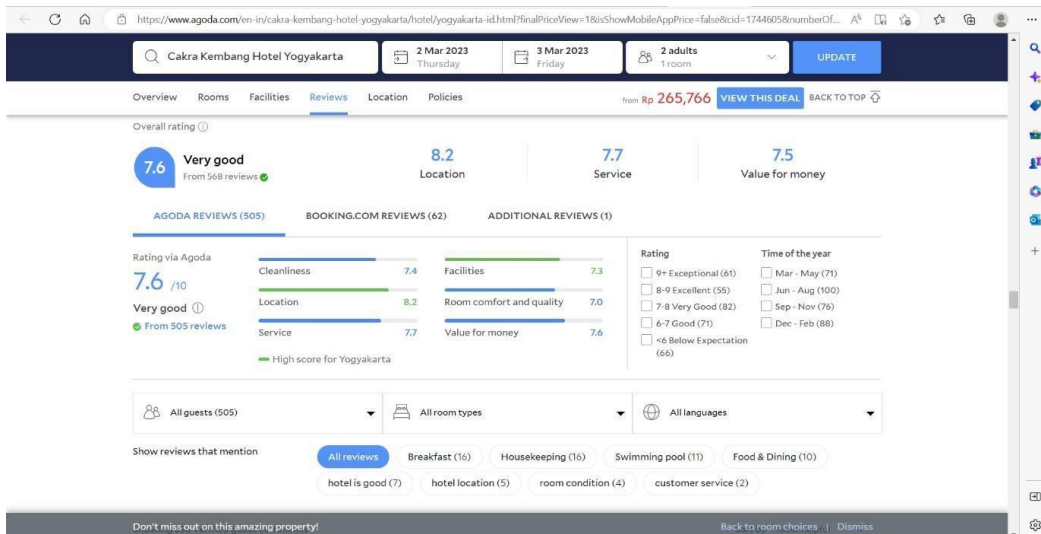 https://www.agoda.com/en-in/cakra-kembang-hotel-yogyakarta/hotel/yogyakarta-id.html?finalPriceView=1&isShowMobileAppPrice=false&cid=1744605&numberOf...
Cakra Kembang Hotel Yogyakarta
2 Mar 2023
Thursday
3 Mar 2023
Friday
2 adults
1 room
UPDATE
Overview Rooms Facilities Reviews Location Policies from Rp 265,766 VIEW THIS DEAL BACK TO TOP
Overall rating
7.6 Very good
From 568 reviews
8.2
Location
7.7
Service
7.5
Value for money
AGODA REVIEWS (505) BOOKING.COM REVIEWS (62) ADDITIONAL REVIEWS (1)
Rating via Agoda
7.6 /10
Very good
From 505 reviews
Cleanliness 7.4
Facilities 7.3
Location 8.2
Room comfort and quality 7.0
Service 7.7
Value for money 7.6
High score for Yogyakarta
Rating
9+ Exceptional (61)
8-9 Excellent (55)
7-8 Very Good (82)
6-7 Good (71)
<6 Below Expectation
(66)
Time of the year
Mar - May (71)
Jun - Aug (100)
Sep - Nov (76)
Dec - Feb (88)
All guests (505) All room types All languages
Show reviews that mention
All reviews Breakfast (16) Housekeeping (16) Swimming pool (11) Food & Dining (10)
hotel is good (7) hotel location (5) room condition (4) customer service (2)
Don't miss out on this amazing property! Back to room choices | Dismiss